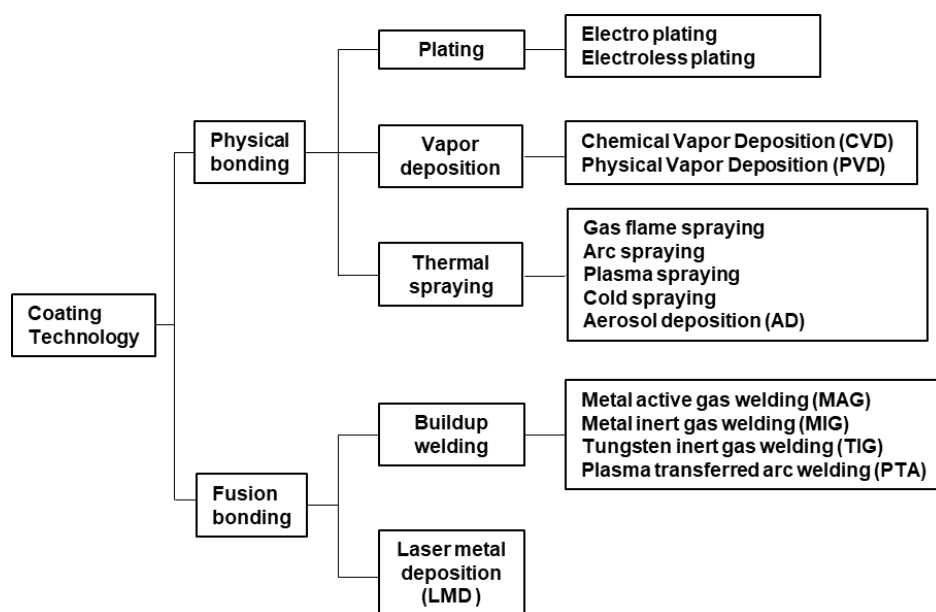 Coating
Technology
Physical
bonding
Plating
Electro plating
Electroless plating
Vapor
deposition
Chemical Vapor Deposition (CVD)
Physical Vapor Deposition (PVD)
Thermal
spraying
Gas flame spraying
Arc spraying
Plasma spraying
Cold spraying
Aerosol deposition (AD)
Fusion
bonding
Buildup
welding
Metal active gas welding (MAG)
Metal inert gas welding (MIG)
Tungsten inert gas welding (TIG)
Plasma transferred arc welding (PTA)
Laser metal
deposition
(LMD )